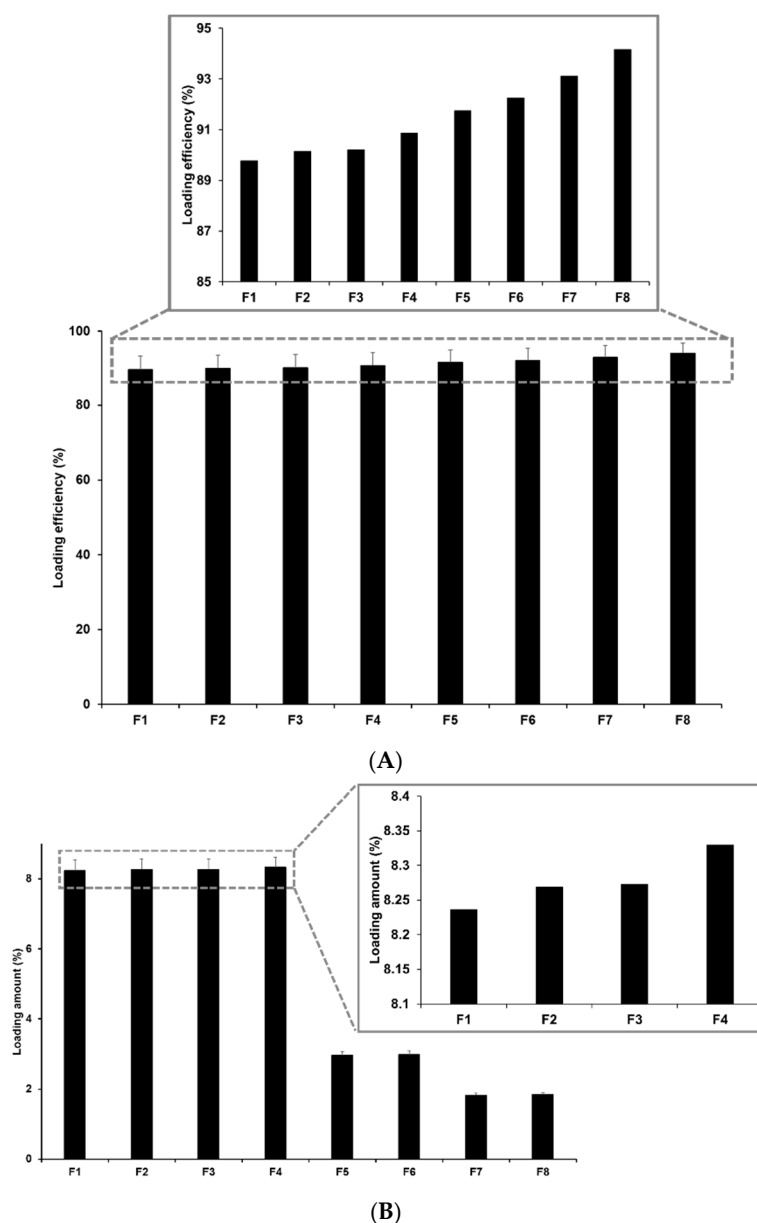 95
93
91
89
87
85
Loading efficiency (%)
F1 F2 F3 F4 F5 F6 F7 F8
100
80
60
40
20
0
Loading efficiency (%)
F1 F2 F3 F4 F5 F6 F7 F8
(A)
8.4
8.35
8.3
8.25
8.2
8.15
8.1
Loading amount (%)
F1 F2 F3 F4
8
6
4
2
0
Loading amount (%)
F1 F2 F3 F4 F5 F6 F7 F8
(B)